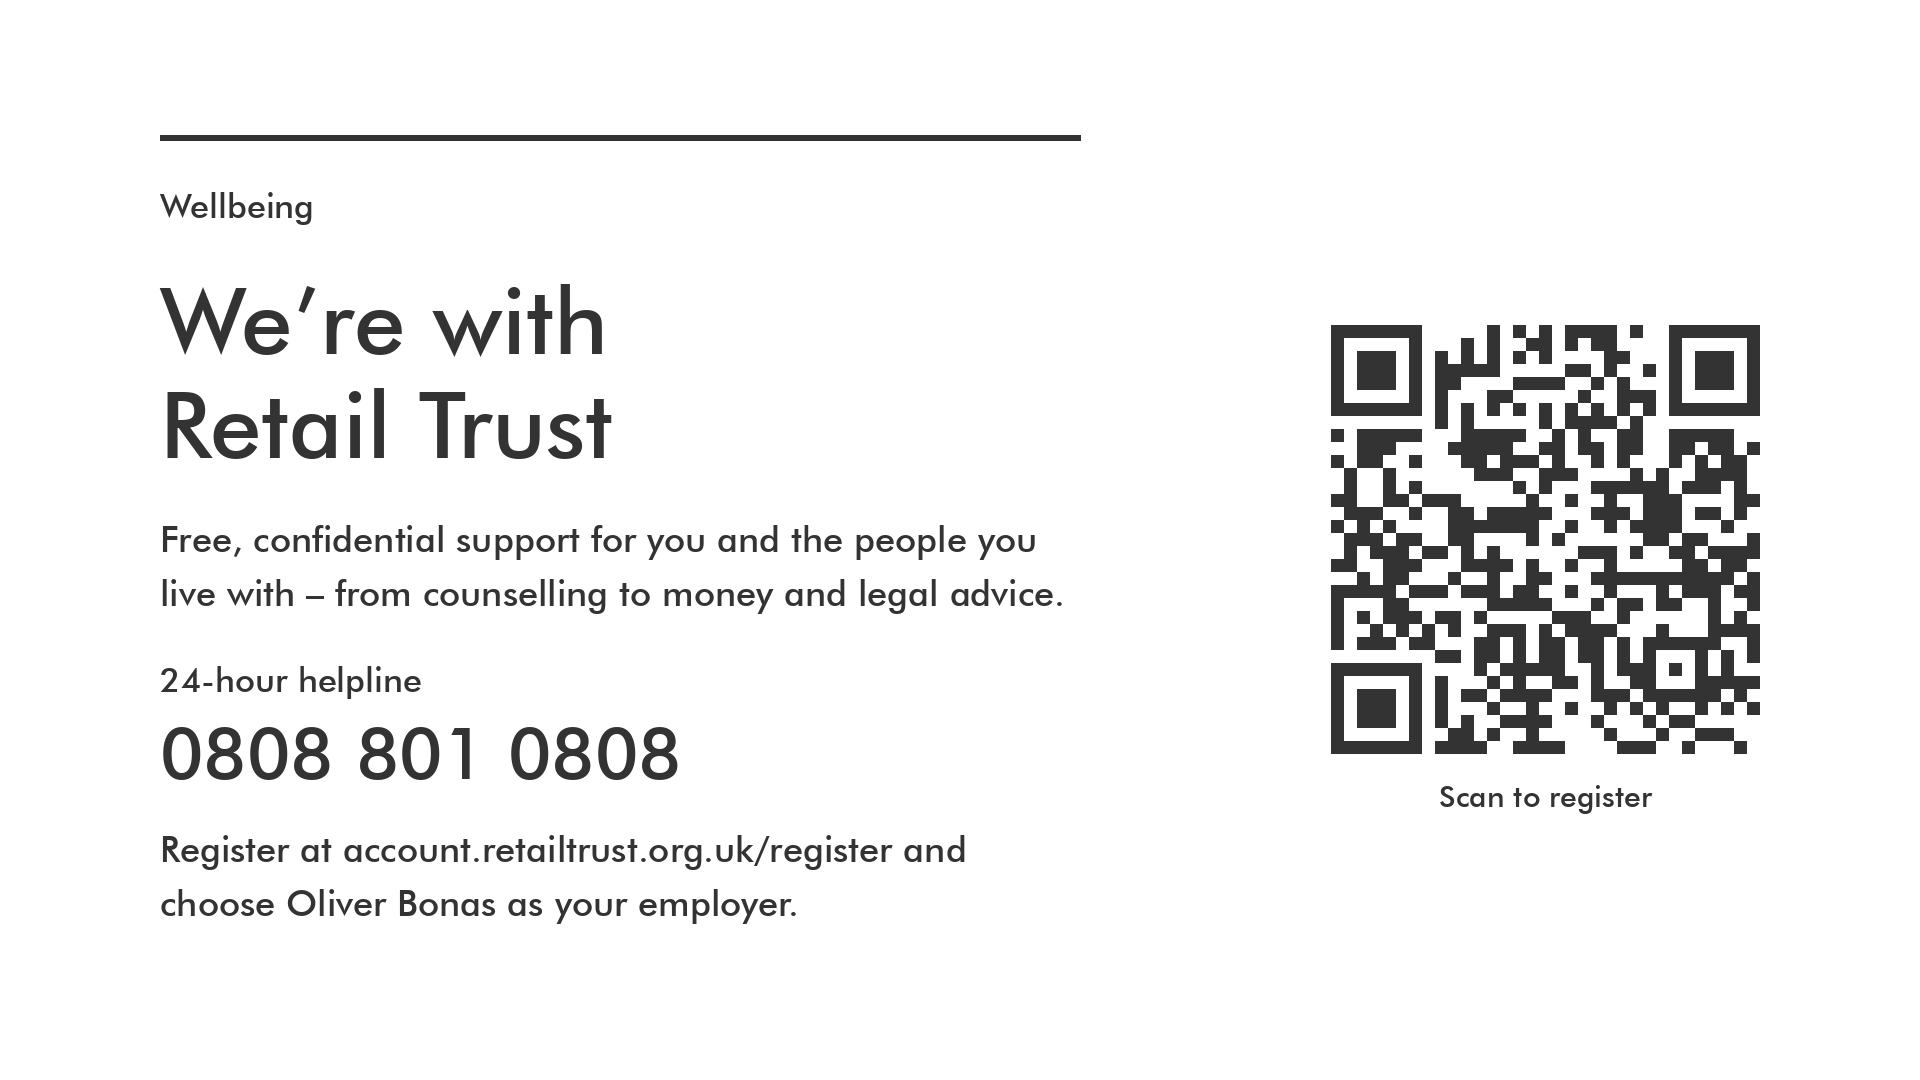 Wellbeing
We’re with
Retail Trust
Free, confidential support for you and the people you
live with – from counselling to money and legal advice.
24-hour helpline
0808 801 0808
Register at account.retailtrust.org.uk/register and
choose Oliver Bonas as your employer.
Scan to register